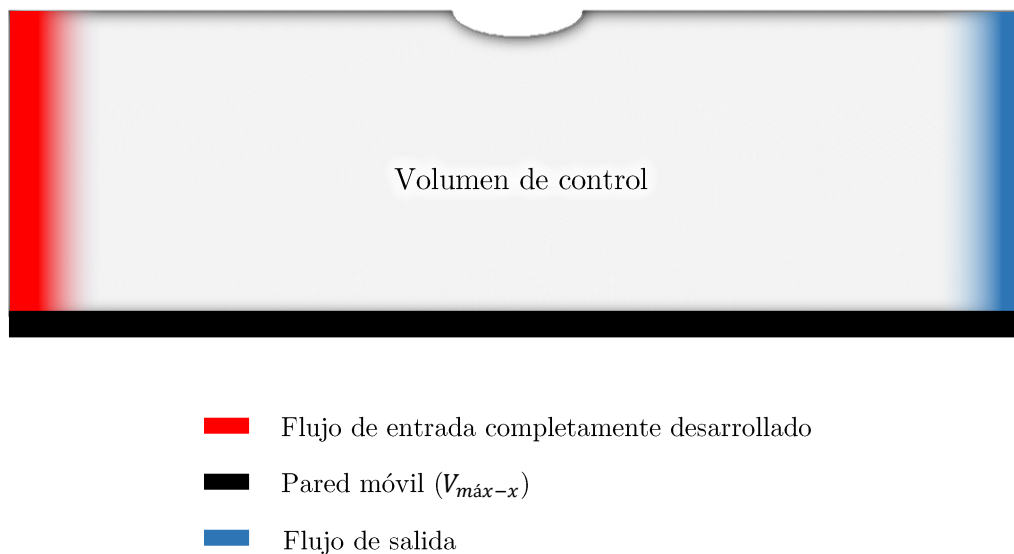 Volumen de control
Flujo de entrada completamente desarrollado
Pared móvil (V_{máx−x})
Flujo de salida